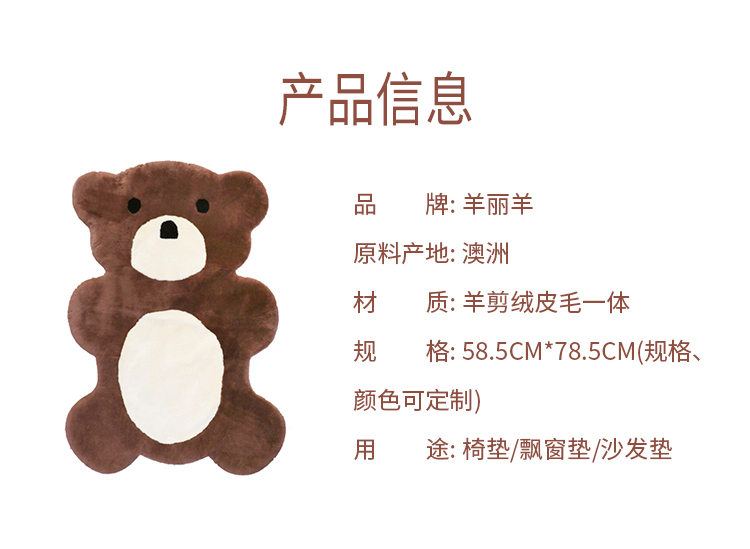 产品信息
品 牌: 羊丽羊
原料产地: 澳洲
材 质: 羊剪绒皮毛一体
规 格: 58.5CM*78.5CM(规格、
颜色可定制)
用 途: 椅垫/飘窗垫/沙发垫